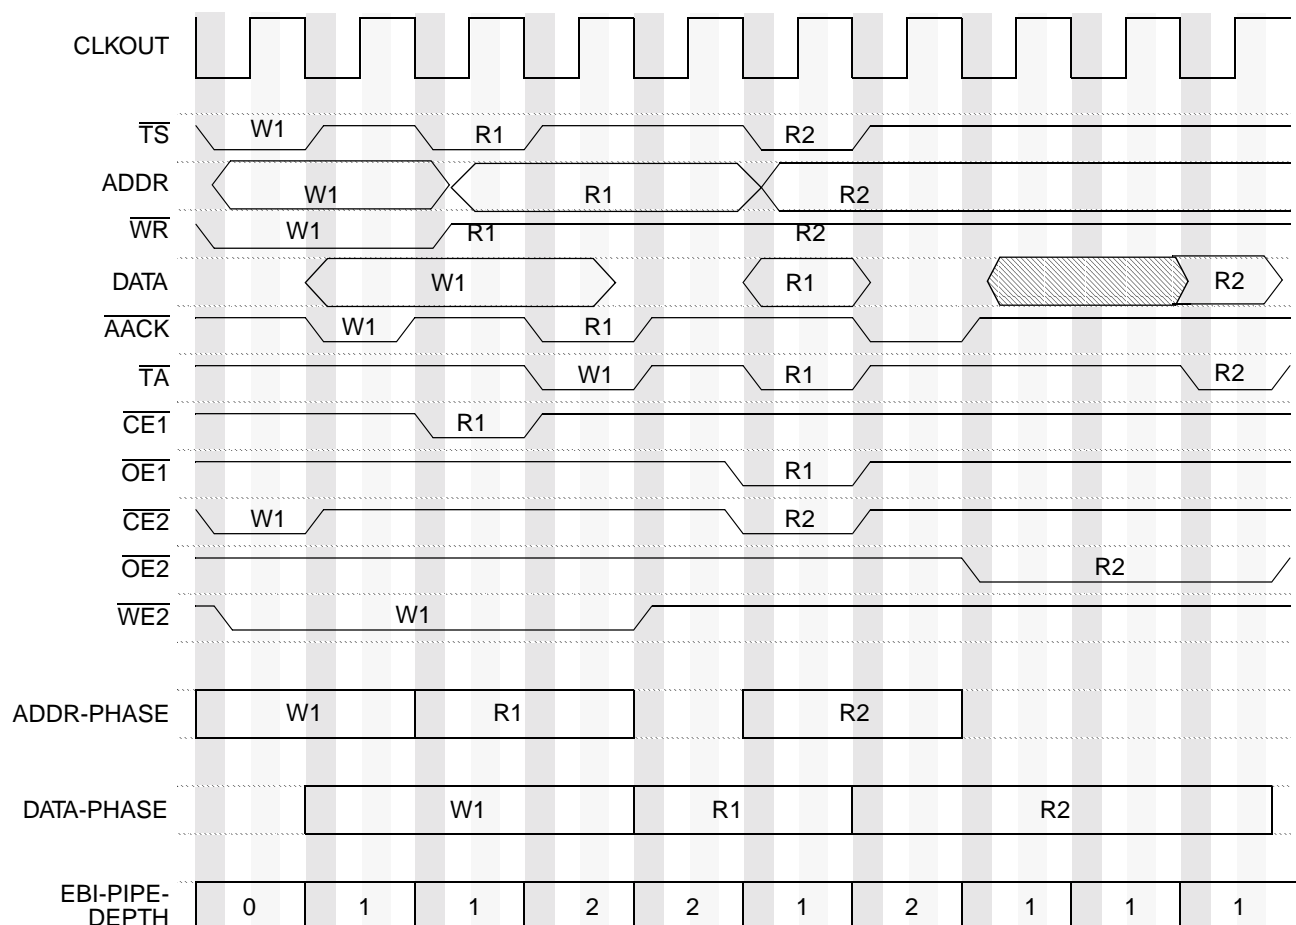 CLKOUT
TS W1 R1 R2
ADDR W1 R1 R2
WR W1 R1 R2
DATA W1 R1 R2
AACK W1 R1
TA W1 R1 R2
CE1 R1
OE1 R1
CE2 W1 R2
OE2 R2
WE2 W1
ADDR-PHASE W1 R1 R2
DATA-PHASE W1 R1 R2
EBI-PIPE-
DEPTH 0 1 1 2 2 1 2 1 1 1